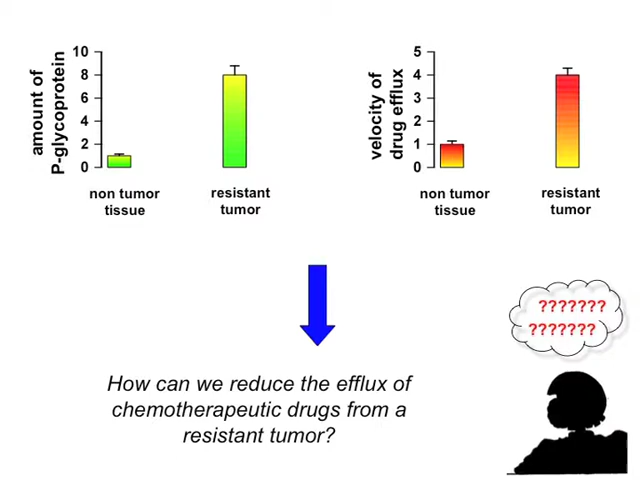 amount of
P-glycoprotein
10
8
6
4
2
0
non tumor
tissue
resistant
tumor
velocity of
drug efflux
5
4
3
2
1
0
non tumor
tissue
resistant
tumor
???????
???????
How can we reduce the efflux of
chemotherapeutic drugs from a
resistant tumor?